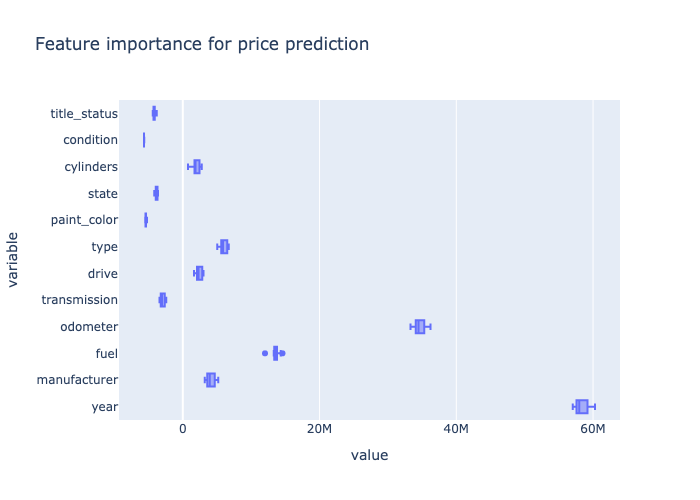 Feature importance for price prediction
title_status
condition
cylinders
state
paint_color
type
drive
transmission
odometer
fuel
manufacturer
year
variable
0 20M 40M 60M
value